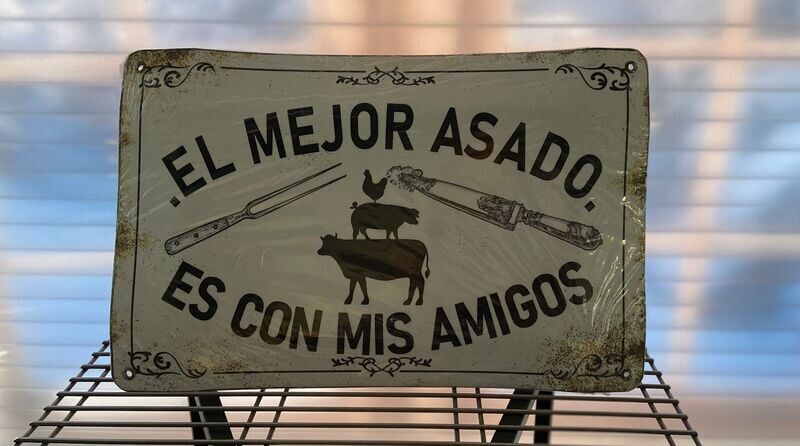 .EL MEJOR ASADO.
ES CON MIS AMIGOS